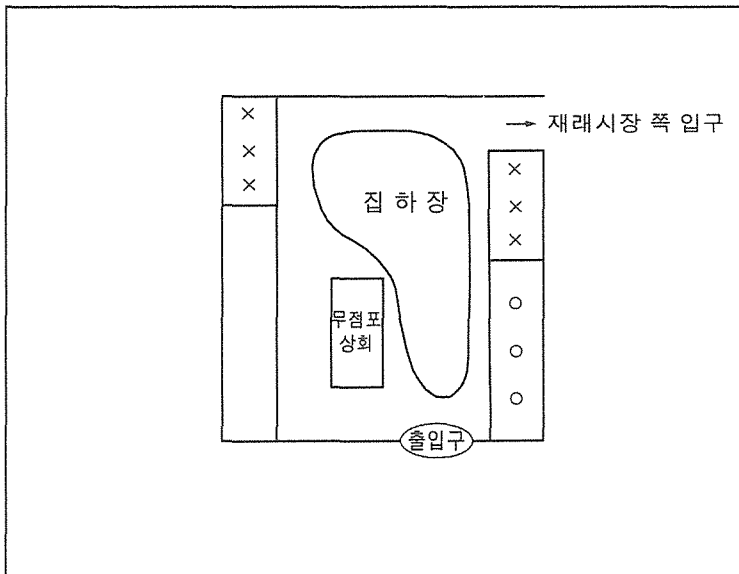 → 재래시장 쪽 입구
×
×
×
×
×
×
집 하 장
무점포
상회
○
○
○
출입구